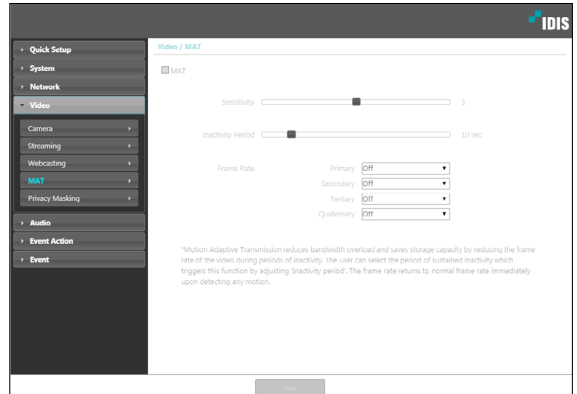 IDIS
Quick Setup
System
Network
Video
Camera
Streaming
Webcasting
MAT
Privacy Masking
Audio
Event Action
Event
Video / MAT
MAT
Sensitivity 3
Inactivity Period 10 sec.
Frame Rate Primary Off
Secondary Off
Tertiary Off
Quaternary Off
*Motion Adaptive Transmission reduces bandwidth overload and saves storage capacity by reducing the frame
rate of the video during periods of inactivity. The user can select the period of sustained inactivity which
triggers this function by adjusting 'Inactivity period'. The frame rate returns to normal frame rate immediately
upon detecting any motion.
Save